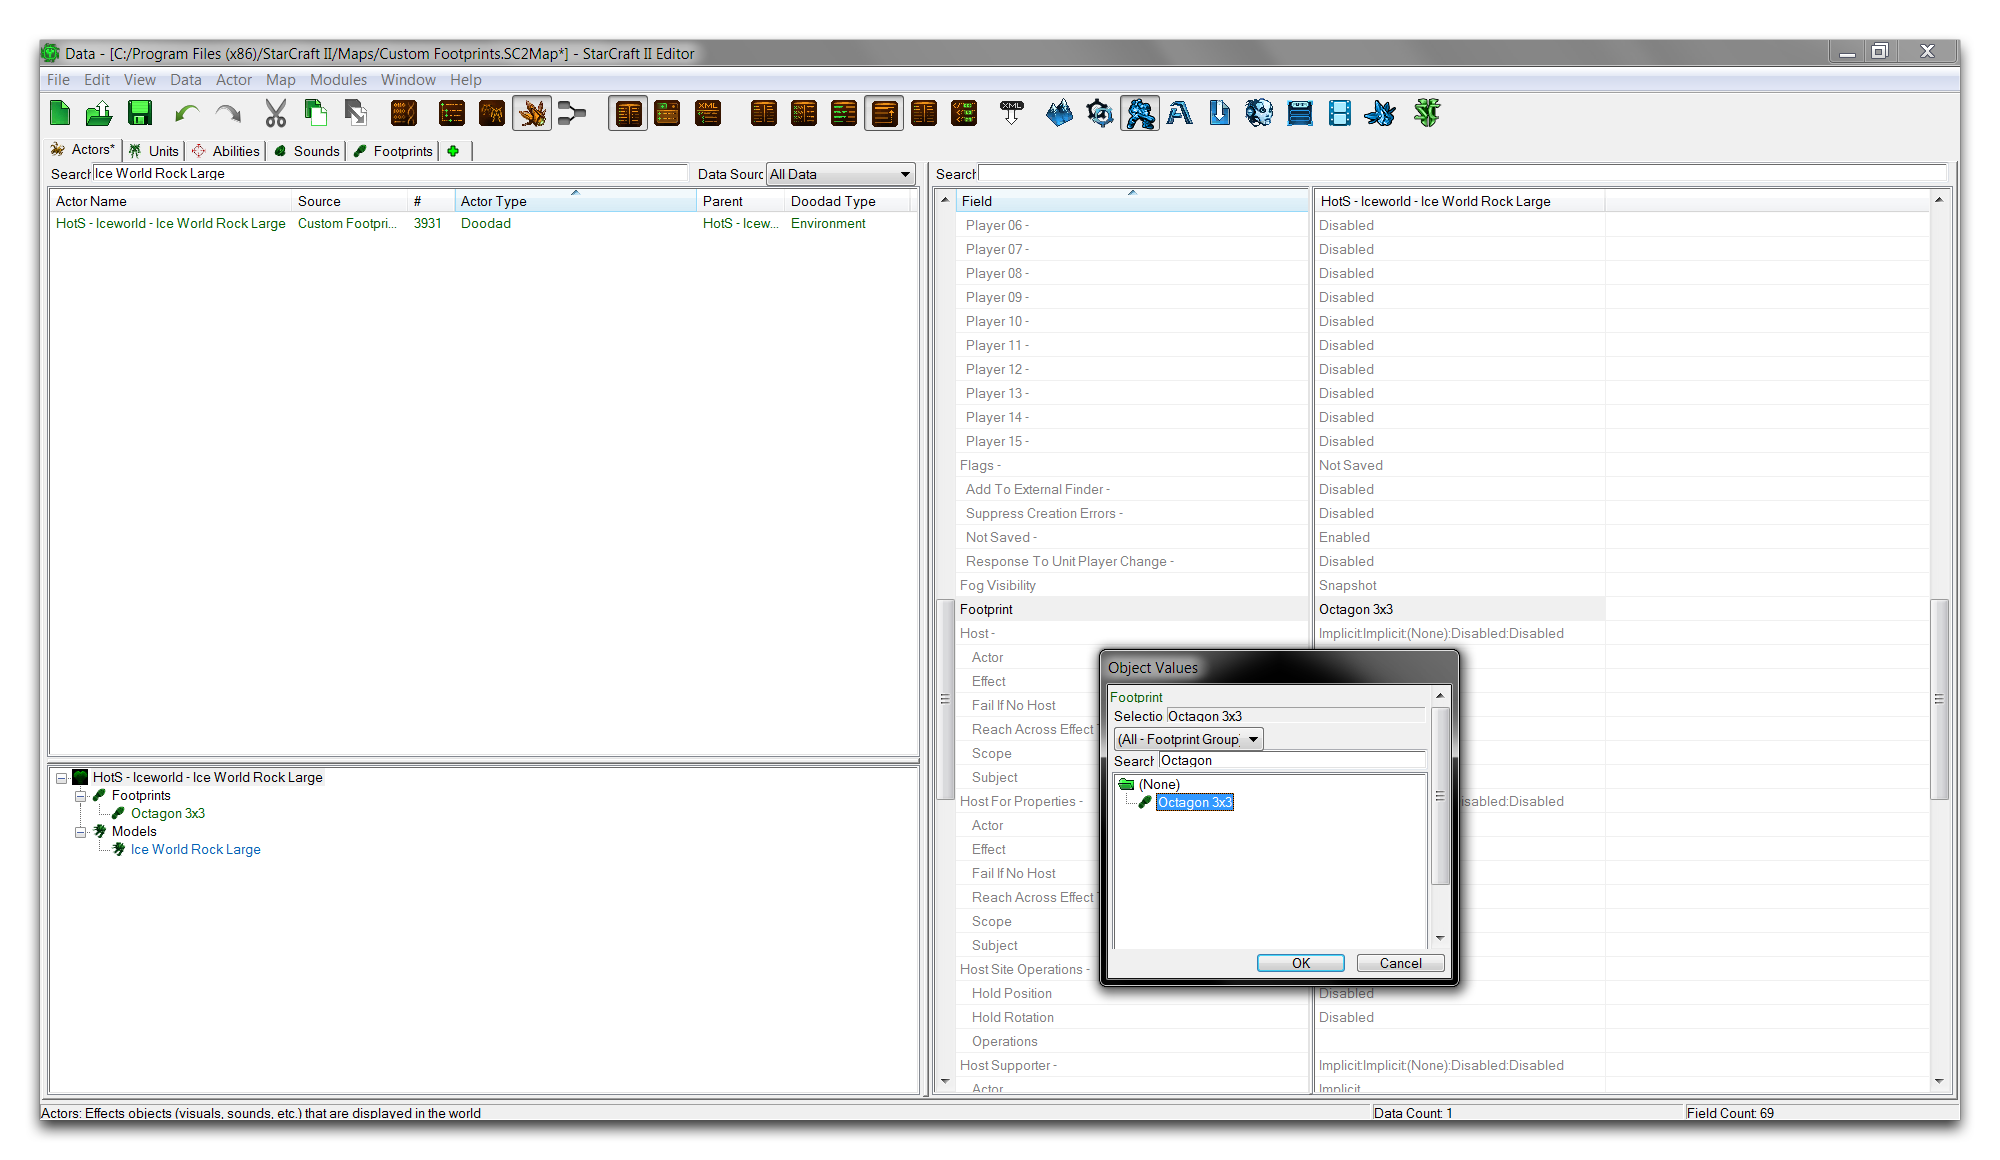 Data - [C:/Program Files (x86)/StarCraft II/Maps/Custom Footprints.SC2Map*] - StarCraft II Editor
File Edit View Data Actor Map Modules Window Help
Actors* Units Abilities Sounds Footprints
Search Ice World Rock Large Data Sourc All Data
Actor Name Source # Actor Type Parent Doodad Type
HotS - Iceworld - Ice World Rock Large Custom Footpri... 3931 Doodad HotS - Icew... Environment
HotS - Iceworld - Ice World Rock Large
Footprints
Octagon 3x3
Models
Ice World Rock Large
Search
Field HotS - Iceworld - Ice World Rock Large
Player 06 - Disabled
Player 07 - Disabled
Player 08 - Disabled
Player 09 - Disabled
Player 10 - Disabled
Player 11 - Disabled
Player 12 - Disabled
Player 13 - Disabled
Player 14 - Disabled
Player 15 - Disabled
Flags - Not Saved
Add To External Finder - Disabled
Suppress Creation Errors - Disabled
Not Saved - Enabled
Response To Unit Player Change - Disabled
Fog Visibility Snapshot
Footprint Octagon 3x3
Host - Implicit:Implicit:(None):Disabled:Disabled
Actor
Effect
Fail If No Host
Reach Across Effect
Scope
Subject
Host For Properties - isabled:Disabled
Actor
Effect
Fail If No Host
Reach Across Effect
Scope
Subject
Host Site Operations -
Hold Position Disabled
Hold Rotation Disabled
Operations
Host Supporter - Implicit:Implicit:(None):Disabled:Disabled
Actor Implicit
Object Values
Footprint
Selectio Octagon 3x3
(All - Footprint Group)
Search Octagon
(None)
Octagon 3x3
OK Cancel
Actors: Effects objects (visuals, sounds, etc.) that are displayed in the world Data Count: 1 Field Count: 69